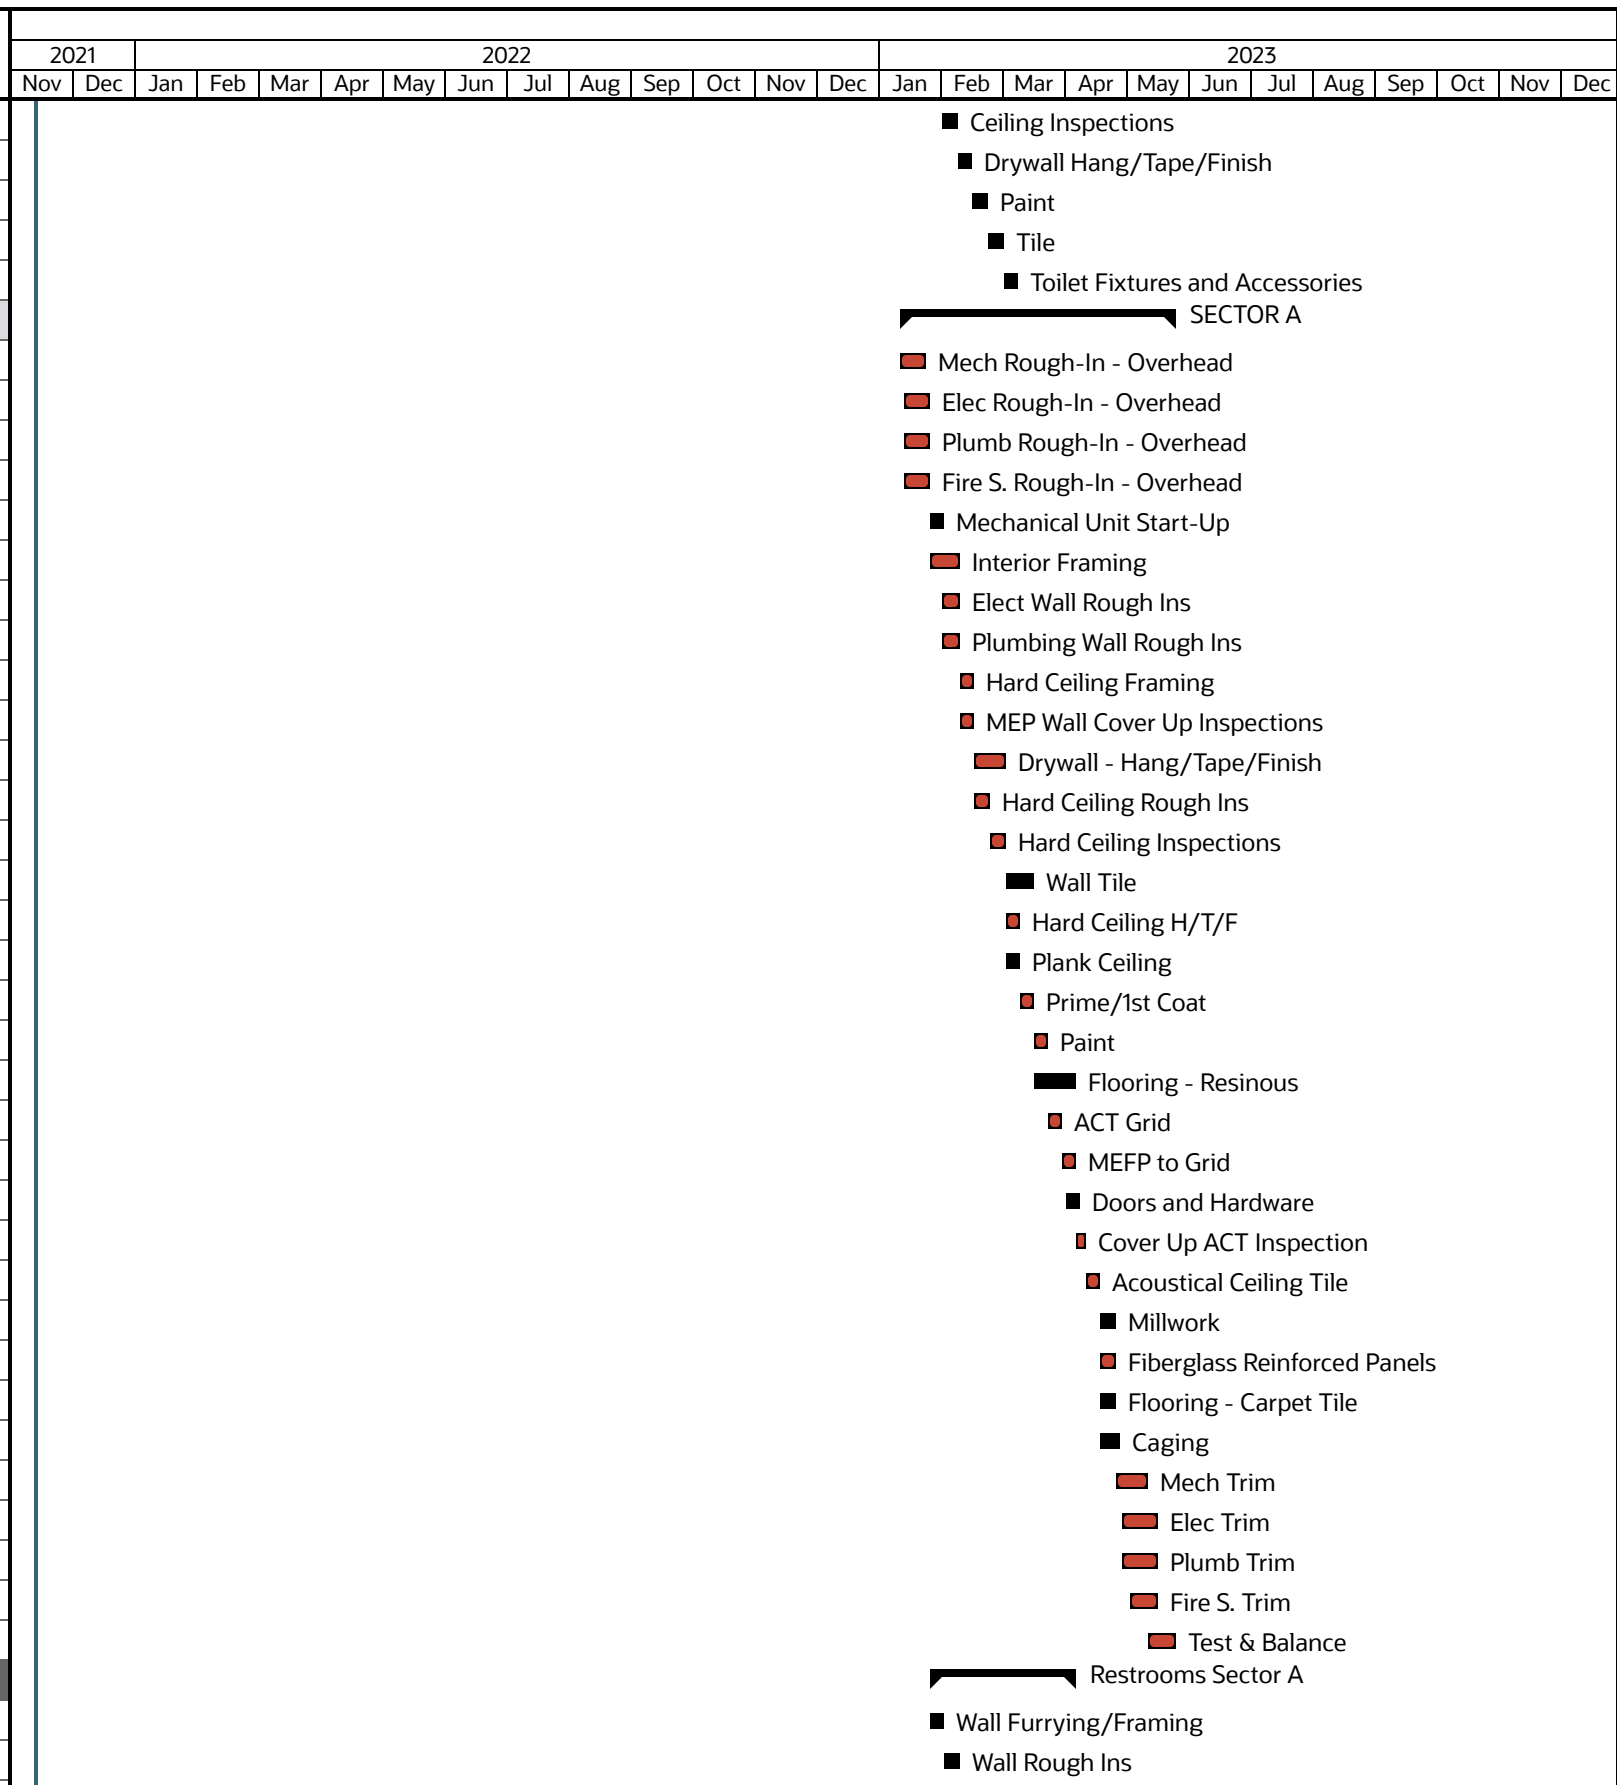 2021 2022 2023
Nov Dec Jan Feb Mar Apr May Jun Jul Aug Sep Oct Nov Dec Jan Feb Mar Apr May Jun Jul Aug Sep Oct Nov Dec
Ceiling Inspections
Drywall Hang/Tape/Finish
Paint
Tile
Toilet Fixtures and Accessories
SECTOR A
Mech Rough-In - Overhead
Elec Rough-In - Overhead
Plumb Rough-In - Overhead
Fire S. Rough-In - Overhead
Mechanical Unit Start-Up
Interior Framing
Elect Wall Rough Ins
Plumbing Wall Rough Ins
Hard Ceiling Framing
MEP Wall Cover Up Inspections
Drywall - Hang/Tape/Finish
Hard Ceiling Rough Ins
Hard Ceiling Inspections
Wall Tile
Hard Ceiling H/T/F
Plank Ceiling
Prime/1st Coat
Paint
Flooring - Resinous
ACT Grid
MEFP to Grid
Doors and Hardware
Cover Up ACT Inspection
Acoustical Ceiling Tile
Millwork
Fiberglass Reinforced Panels
Flooring - Carpet Tile
Caging
Mech Trim
Elec Trim
Plumb Trim
Fire S. Trim
Test & Balance
Restrooms Sector A
Wall Furrying/Framing
Wall Rough Ins